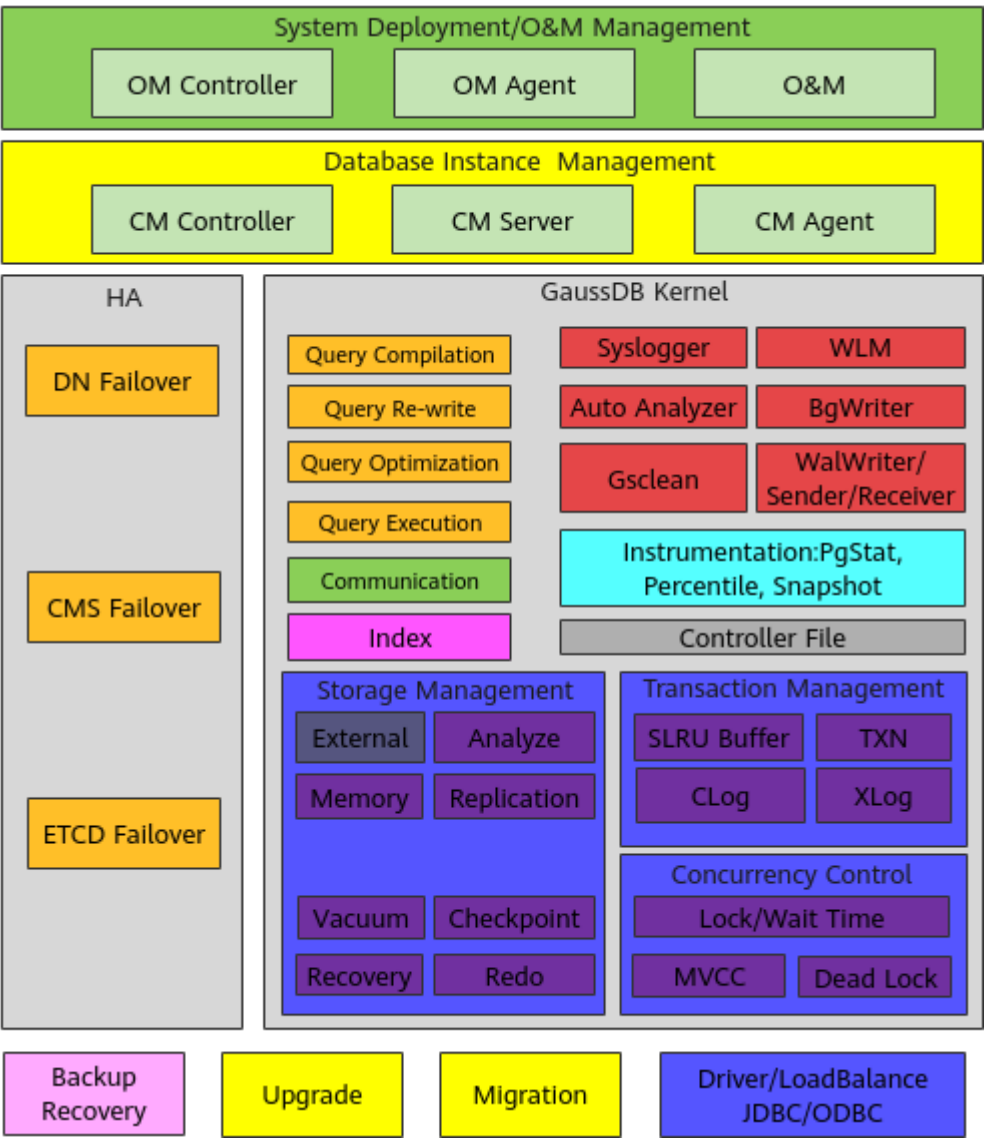 System Deployment/O&M Management
OM Controller
OM Agent
O&M
Database Instance  Management
CM Controller
CM Server
CM Agent
HA
DN Failover
CMS Failover
ETCD Failover
GaussDB Kernel
Query Compilation
Query Re-write
Query Optimization
Query Execution
Communication
Index
Syslogger
WLM
Auto Analyzer
BgWriter
Gsclean
WalWriter/
Sender/Receiver
Instrumentation:PgStat,
Percentile, Snapshot
Controller File
Storage Management
External
Analyze
Memory
Replication
Vacuum
Checkpoint
Recovery
Redo
Transaction Management
SLRU Buffer
TXN
CLog
XLog
Concurrency Control
Lock/Wait Time
MVCC
Dead Lock
Backup
Recovery
Upgrade
Migration
Driver/LoadBalance
JDBC/ODBC